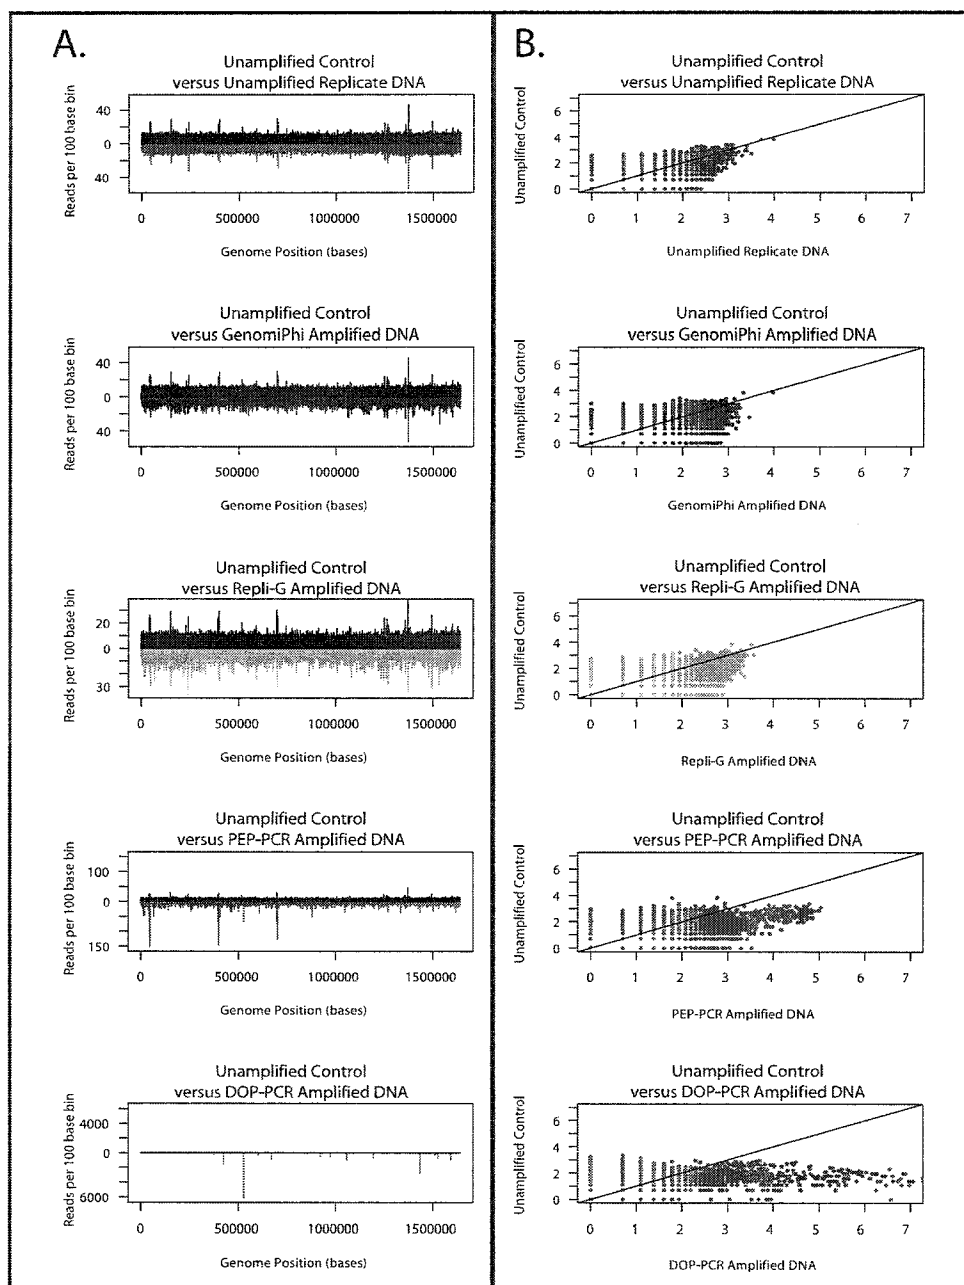 A.
Unamplified Control
versus Unamplified Replicate DNA
Reads per 100 base bin
40
0
40
0 500000 1000000 1500000
Genome Position (bases)
Unamplified Control
versus GenomiPhi Amplified DNA
Reads per 100 base bin
40
0
40
0 500000 1000000 1500000
Genome Position (bases)
Unamplified Control
versus Repli-G Amplified DNA
Reads per 100 base bin
20
0
30
0 500000 1000000 1500000
Genome Position (bases)
Unamplified Control
versus PEP-PCR Amplified DNA
Reads per 100 base bin
100
0
150
0 500000 1000000 1500000
Genome Position (bases)
Unamplified Control
versus DOP-PCR Amplified DNA
Reads per 100 base bin
4000
0
6000
0 500000 1000000 1500000
Genome Position (bases)
B.
Unamplified Control
versus Unamplified Replicate DNA
Unamplified Control
6
4
2
0
0 1 2 3 4 5 6 7
Unamplified Replicate DNA
Unamplified Control
versus GenomiPhi Amplified DNA
Unamplified Control
6
4
2
0
0 1 2 3 4 5 6 7
GenomiPhi Amplified DNA
Unamplified Control
versus Repli-G Amplified DNA
Unamplified Control
6
4
2
0
0 1 2 3 4 5 6 7
Repli-G Amplified DNA
Unamplified Control
versus PEP-PCR Amplified DNA
Unamplified Control
6
4
2
0
0 1 2 3 4 5 6 7
PEP-PCR Amplified DNA
Unamplified Control
versus DOP-PCR Amplified DNA
Unamplified Control
6
4
2
0
0 1 2 3 4 5 6 7
DOP-PCR Amplified DNA